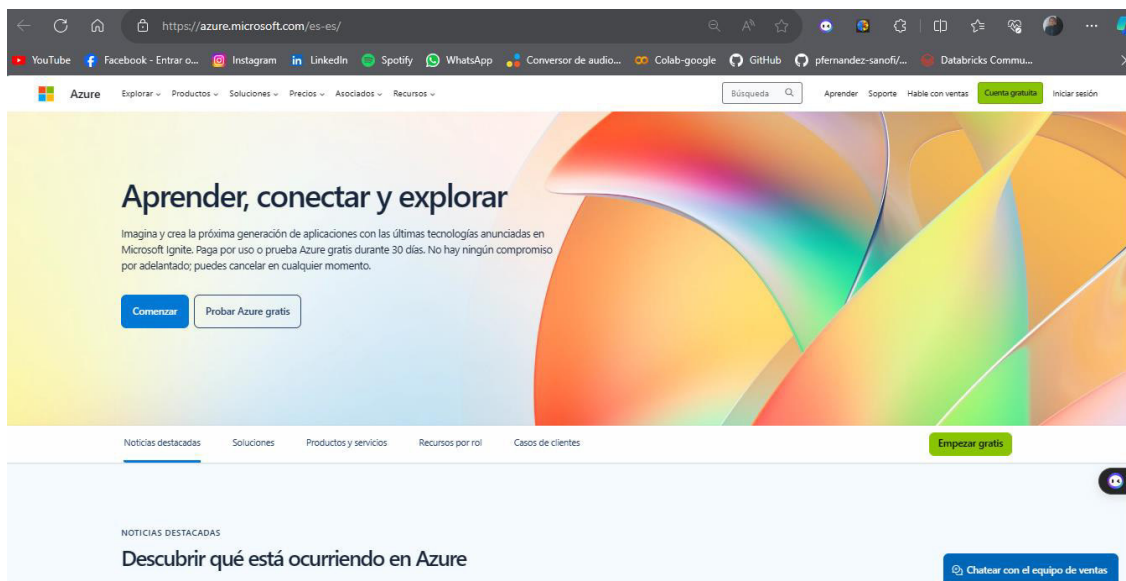 https://azure.microsoft.com/es-es/
YouTube Facebook - Entrar o... Instagram LinkedIn Spotify WhatsApp Conversor de audio... Colab-google GitHub pfernandez-sanofi/... Databricks Commu...
Azure Explorar Productos Soluciones Precios Asociados Recursos Búsqueda Aprender Soporte Hable con ventas Cuenta gratuita Iniciar sesión
Aprender, conectar y explorar
Imagina y crea la próxima generación de aplicaciones con las últimas tecnologías anunciadas en
Microsoft Ignite. Paga por uso o prueba Azure gratis durante 30 días. No hay ningún compromiso
por adelantado; puedes cancelar en cualquier momento.
Comenzar Probar Azure gratis
Noticias destacadas Soluciones Productos y servicios Recursos por rol Casos de clientes Empezar gratis
NOTICIAS DESTACADAS
Descubrir qué está ocurriendo en Azure
Chatear con el equipo de ventas